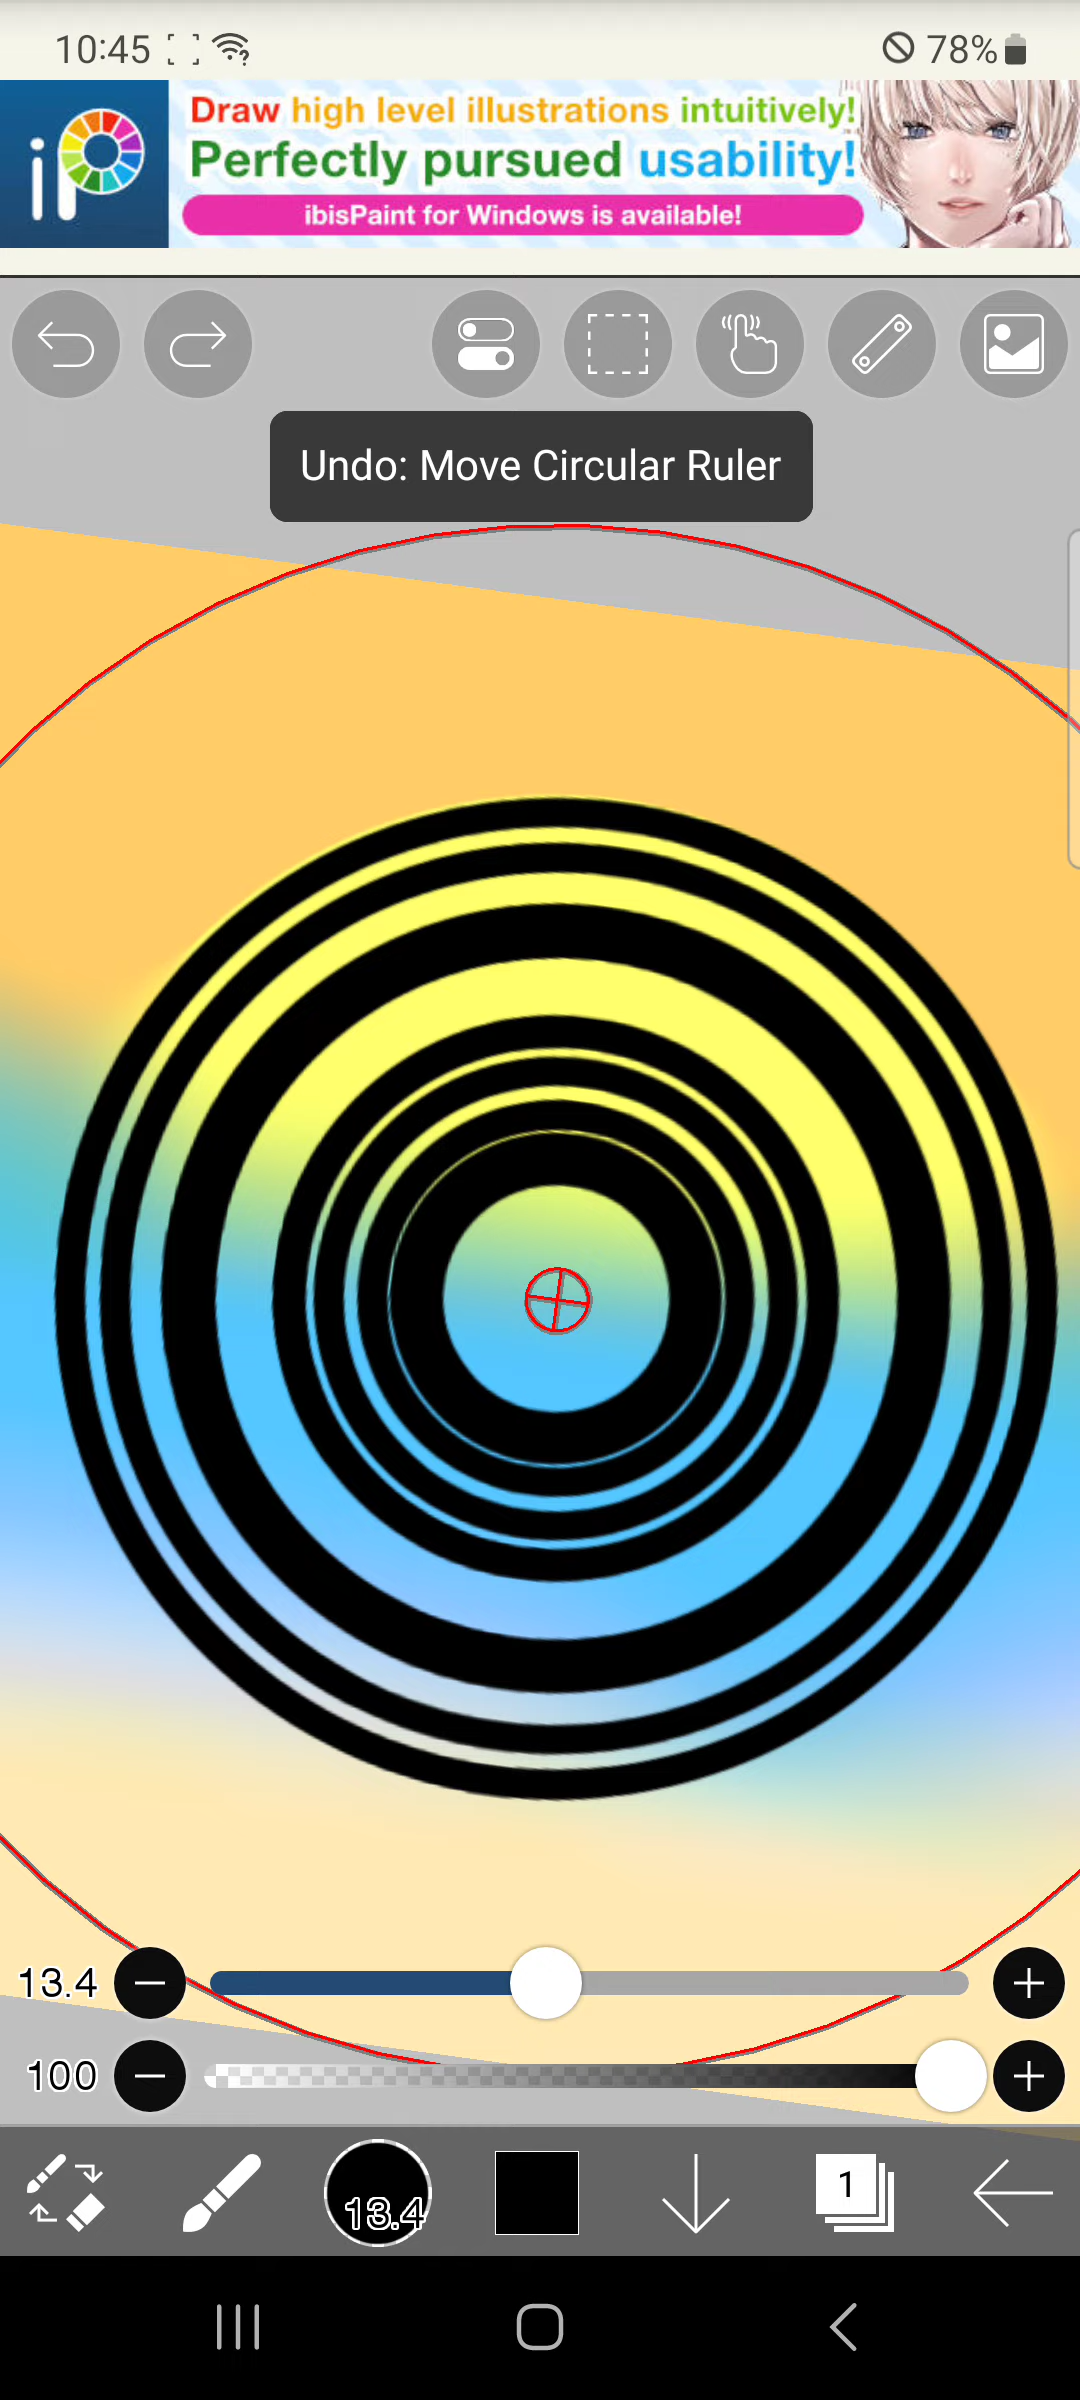 10:45
78%
iP
Draw high level illustrations intuitively!
Perfectly pursued usability!
ibisPaint for Windows is available!
Undo: Move Circular Ruler
13.4
100
13.4
1